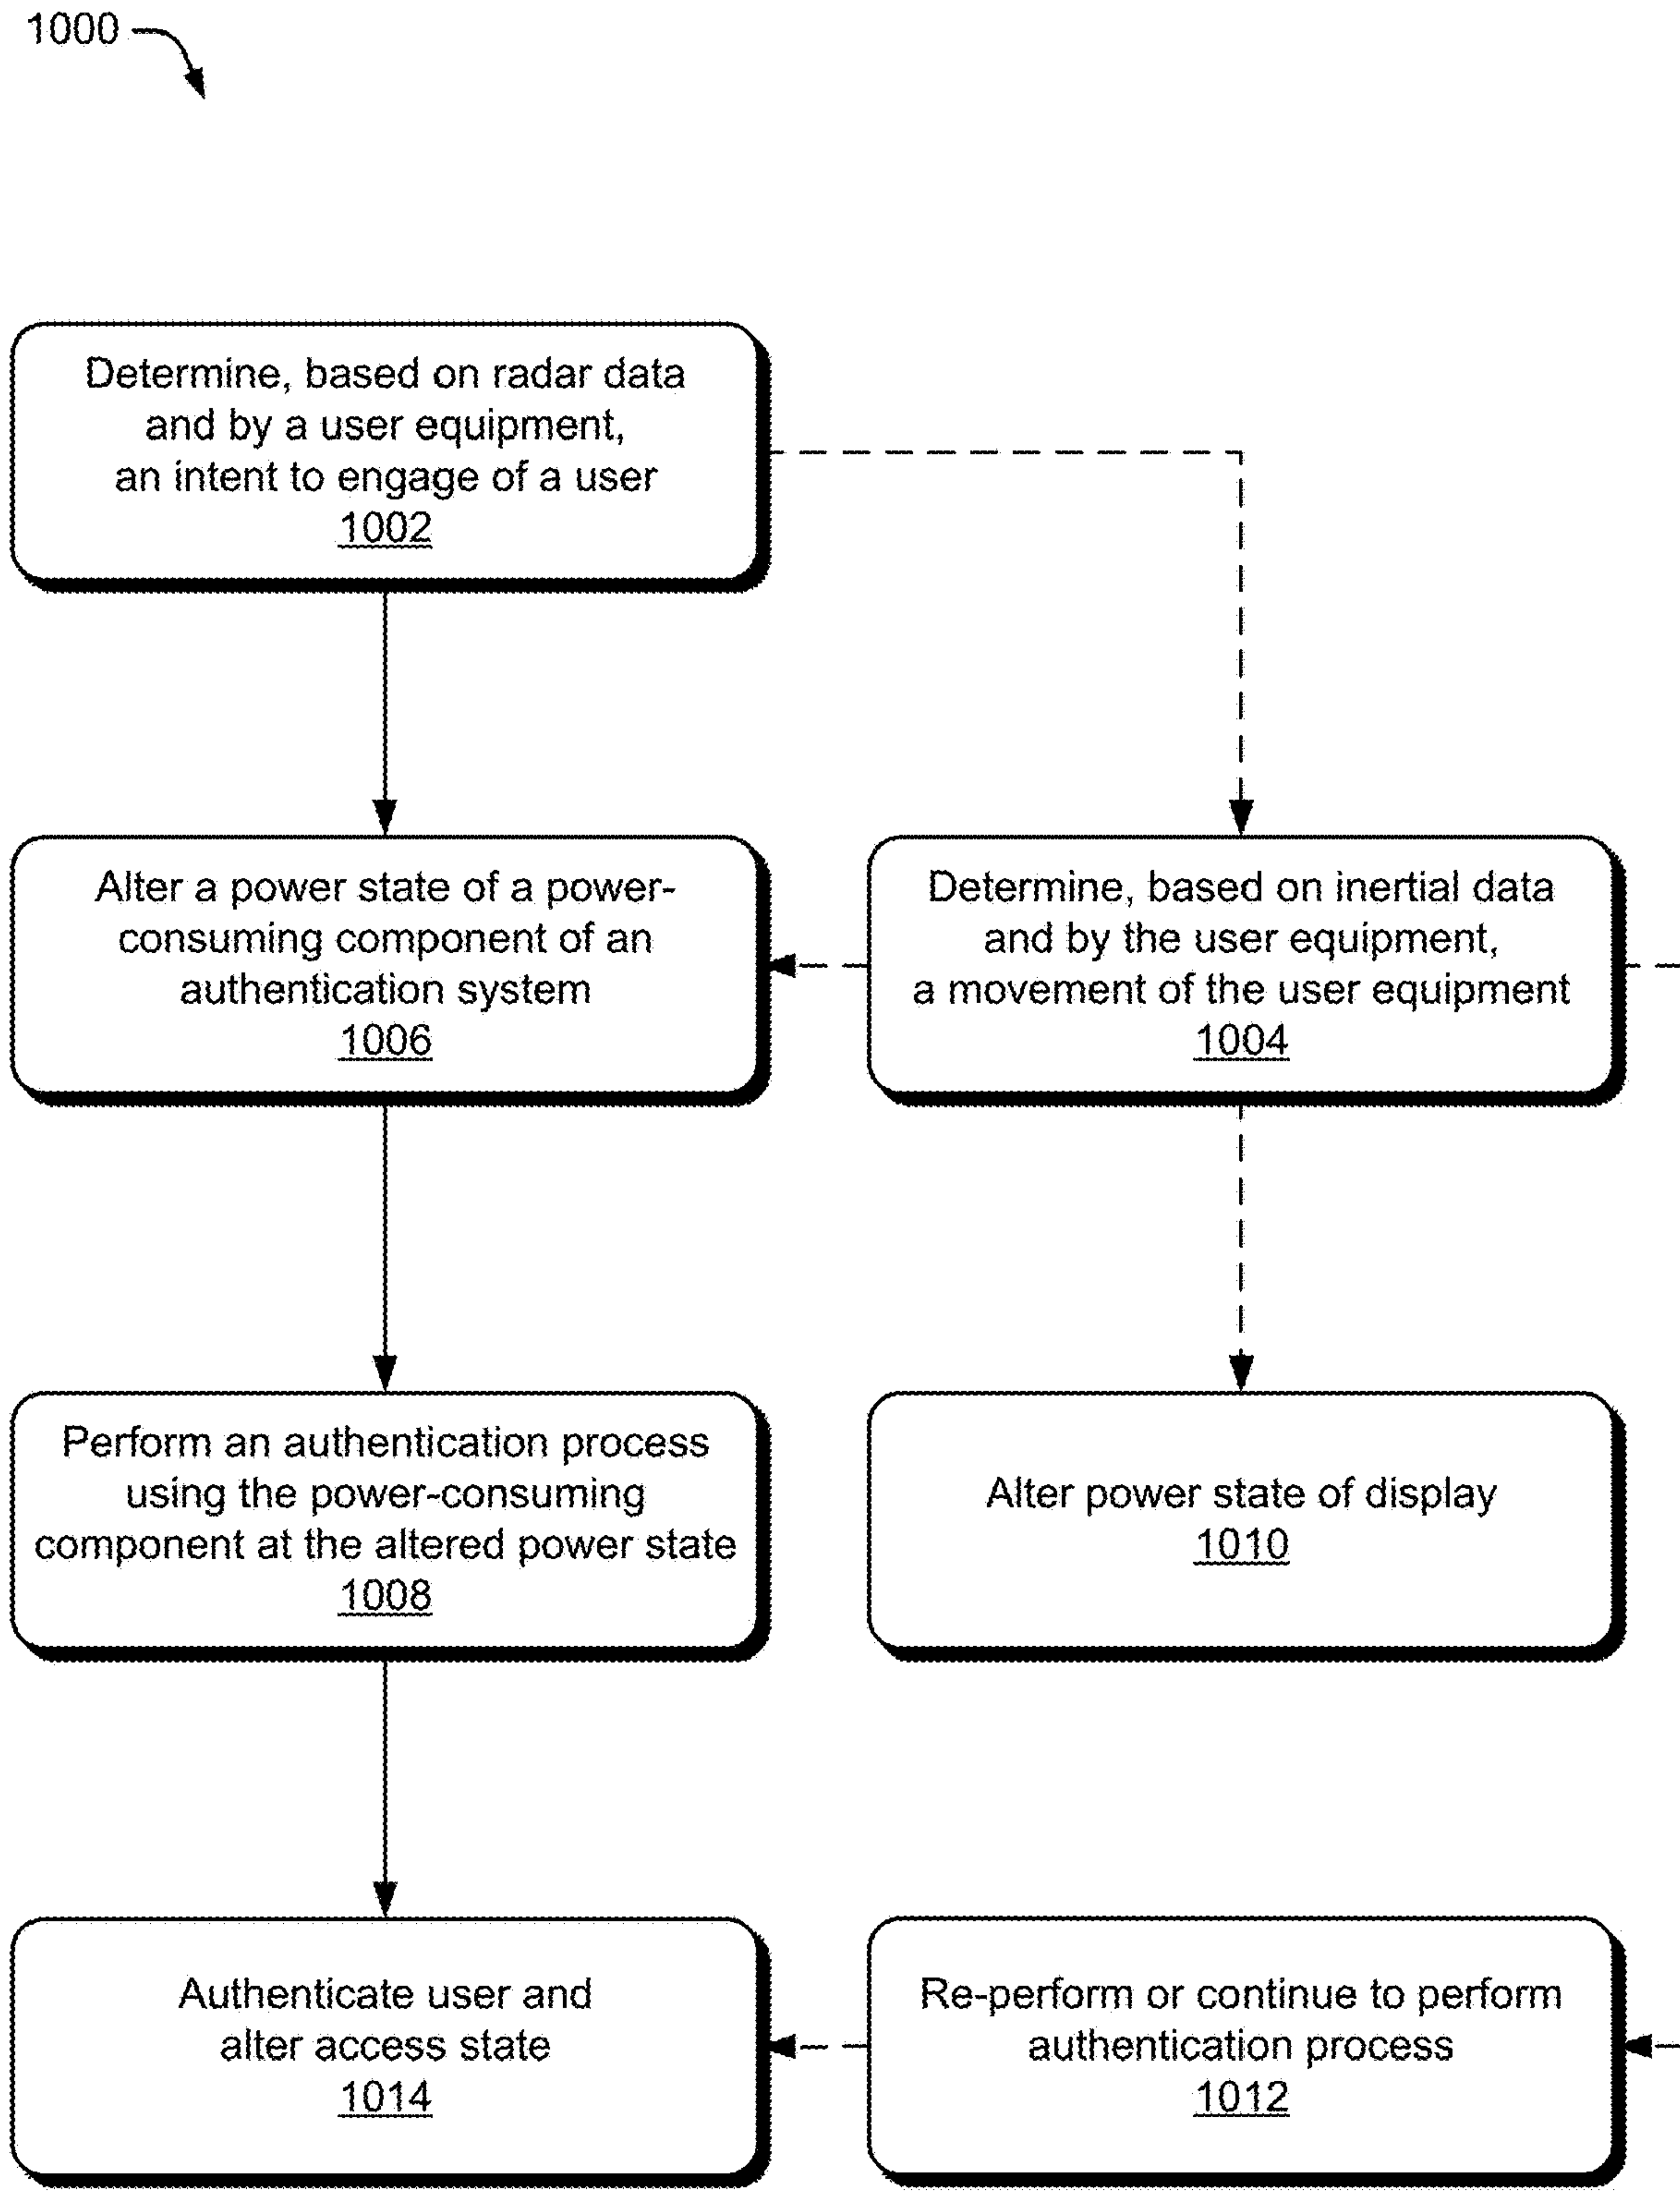 1000
Determine, based on radar data
and by a user equipment,
an intent to engage of a user
1002
Alter a power state of a power-
consuming component of an
authentication system
1006
Determine, based on inertial data
and by the user equipment,
a movement of the user equipment
1004
Perform an authentication process
using the power-consuming
component at the altered power state
1008
Alter power state of display
1010
Authenticate user and
alter access state
1014
Re-perform or continue to perform
authentication process
1012